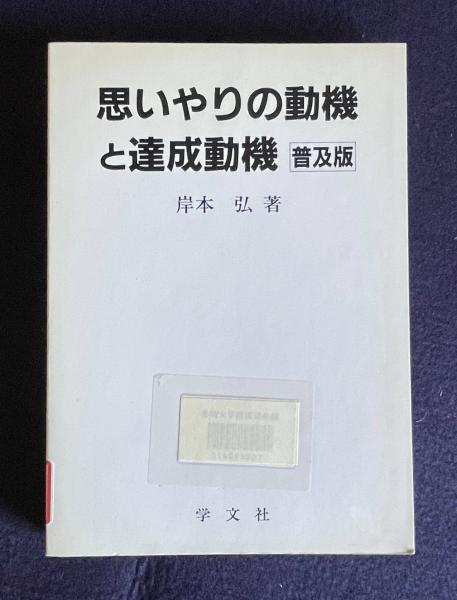 思いやりの動機
と達成動機 普及版
岸本 弘 著
学文社